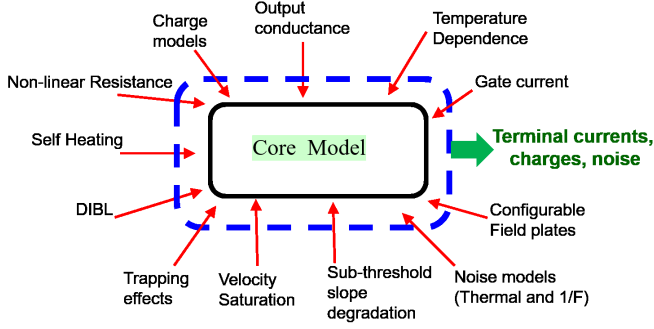 Output
conductance
Charge
models
Temperature
Dependence
Non-linear Resistance
Gate current
Self Heating
Core Model
Terminal currents,
charges, noise
DIBL
Configurable
Field plates
Trapping
effects
Velocity
Saturation
Sub-threshold
slope
degradation
Noise models
(Thermal and 1/F)